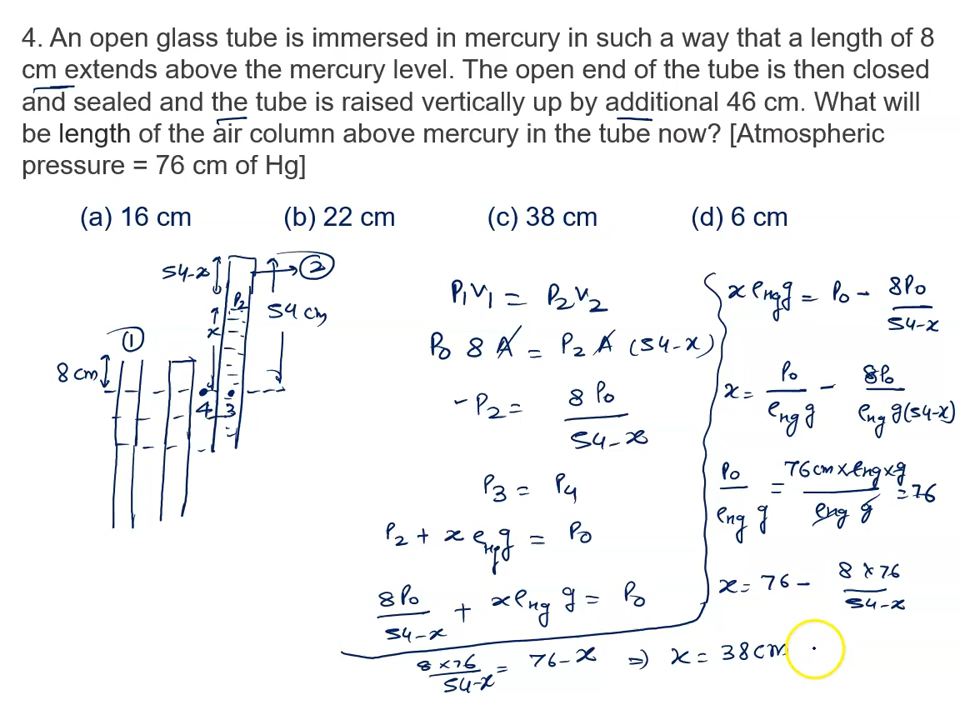 4. An open glass tube is immersed in mercury in such a way that a length of 8
cm extends above the mercury level. The open end of the tube is then closed
and sealed and the tube is raised vertically up by additional 46 cm. What will
be length of the air column above mercury in the tube now? [Atmospheric
pressure = 76 cm of Hg]
(a) 16 cm (b) 22 cm (c) 38 cm (d) 6 cm
54-x
2
P2
x
54 cm
1
8 cm
4 3
P1V1 = P2V2
P0 8 A = P2 A (54-x)
- P2 = 8 P0 / 54-x
P3 = P4
P2 + x ρHg g = P0
8P0 / 54-x + x ρHg g = P0
8×76 / 54-x = 76-x ⇒ x = 38cm
x ρHg g = P0 - 8P0 / 54-x
x = P0 / ρHg g - 8P0 / ρHg g(54-x)
P0 / ρHg g = 76cm × ρHg × g / ρHg g = 76
x = 76 - 8×76 / 54-x